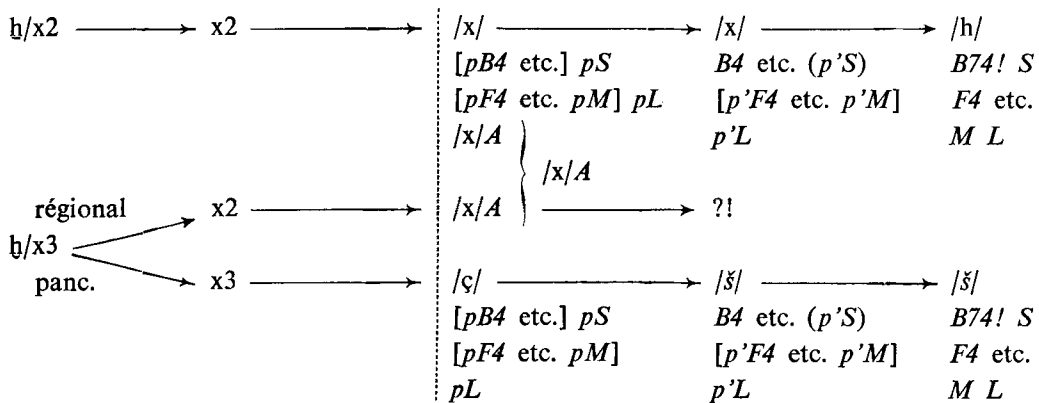 ẖ/x2 → x2 → /x/ → /x/ → /h/
[pB4 etc.] pS B4 etc. (p'S) B74! S
[pF4 etc. pM] pL [p'F4 etc. p'M] F4 etc.
/x/A p'L M L
/x/A
régional x2 → /x/A → ?!
ẖ/x3
panc. x3 → /ç/ → /š/ → /š/
[pB4 etc.] pS B4 etc. (p'S) B74! S
[pF4 etc. pM] [p'F4 etc. p'M] F4 etc.
pL p'L M L